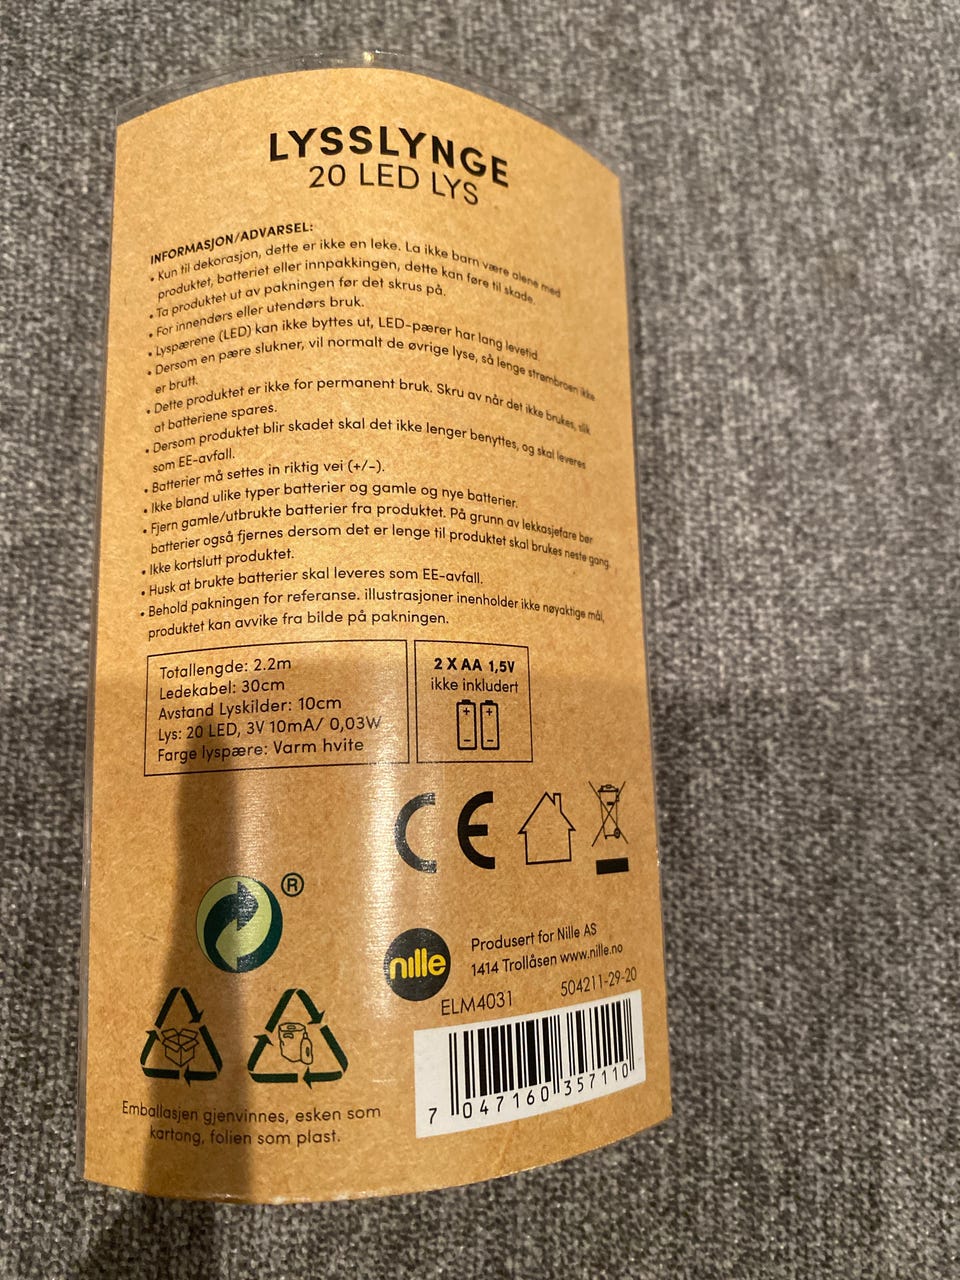 LYSSLYNGE
20 LED LYS
INFORMASJON/ADVARSEL:
• Kun til dekorasjon, dette er ikke en leke. La ikke barn være alene med
produktet, batteriet eller innpakkingen, dette kan føre til skade.
• Ta produktet ut av pakningen før det skrus på.
• For innendørs eller utendørs bruk.
• Lyspærene (LED) kan ikke byttes ut, LED-pærer har lang levetid.
• Dersom en pære slukner, vil normalt de øvrige lyse, så lenge strømbroen ikke
er brutt.
• Dette produktet er ikke for permanent bruk. Skru av når det ikke brukes, slik
at batteriene spares.
• Dersom produktet blir skadet skal det ikke lenger benyttes, og skal leveres
som EE-avfall.
• Batterier må settes in riktig vei (+/-).
• Ikke bland ulike typer batterier og gamle og nye batterier.
• Fjern gamle/utbrukte batterier fra produktet. På grunn av lekkasjefare bør
batterier også fjernes dersom det er lenge til produktet skal brukes neste gang.
• Ikke kortslutt produktet.
• Husk at brukte batterier skal leveres som EE-avfall.
• Behold pakningen for referanse. illustrasjoner inenholder ikke nøyaktige mål,
produktet kan avvike fra bilde på pakningen.
Totallengde: 2.2m
Ledekabel: 30cm
Avstand Lyskilder: 10cm
Lys: 20 LED, 3V 10mA/ 0,03W
Farge lyspære: Varm hvite
2 X AA 1,5V
ikke inkludert
+ +
- -
CE
®
nille
Produsert for Nille AS
1414 Trollåsen www.nille.no
ELM4031 504211-29-20
7 047160 357110
Emballasjen gjenvinnes, esken som
kartong, folien som plast.